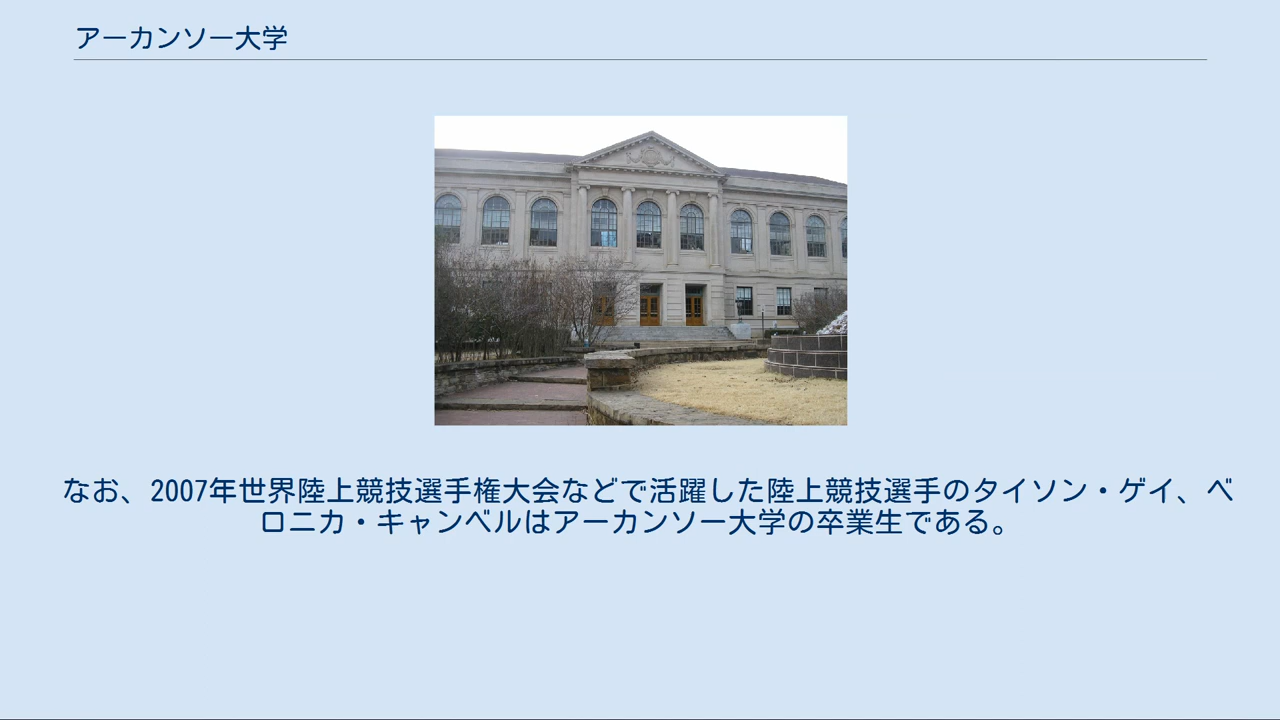 アーカンソー大学
なお、2007年世界陸上競技選手権大会などで活躍した陸上競技選手のタイソン・ゲイ、ベ
ロニカ・キャンベルはアーカンソー大学の卒業生である。